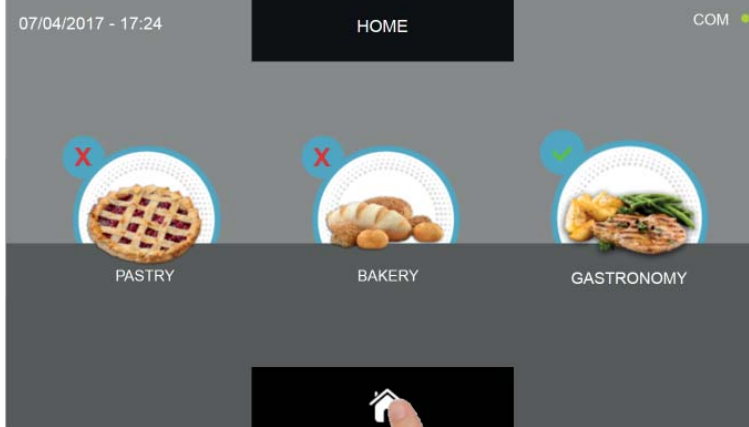 07/04/2017 - 17:24
HOME
COM
X
X
PASTRY
BAKERY
GASTRONOMY